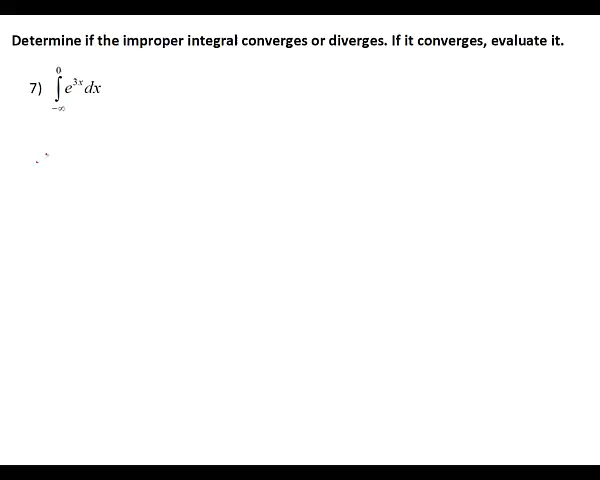 Determine if the improper integral converges or diverges. If it converges, evaluate it.
7) ∫_{-∞}^{0} e^{3x} dx